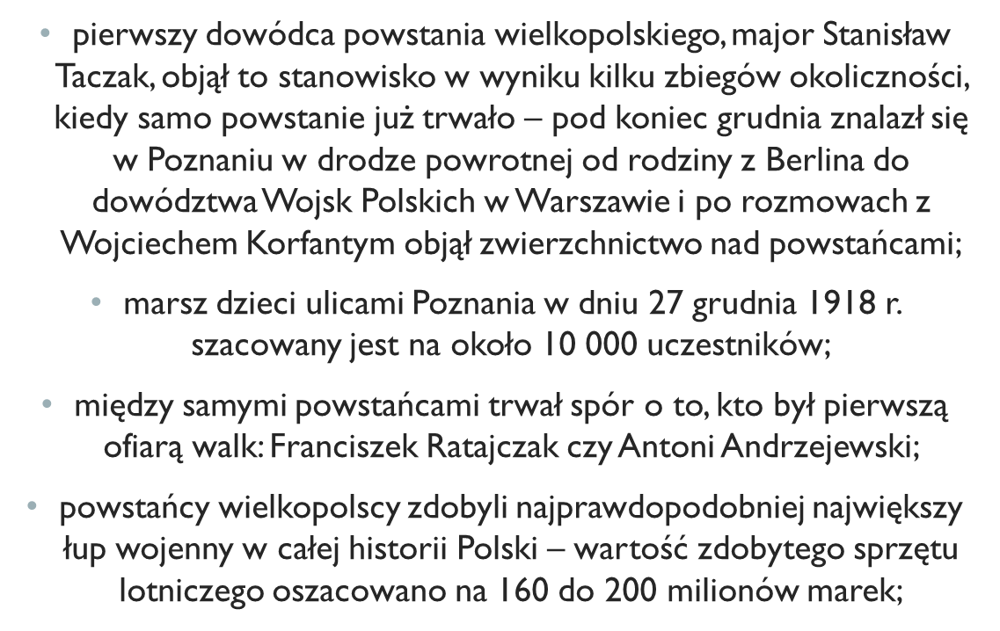 • pierwszy dowódca powstania wielkopolskiego, major Stanisław
Taczak, objął to stanowisko w wyniku kilku zbiegów okoliczności,
kiedy samo powstanie już trwało – pod koniec grudnia znalazł się
w Poznaniu w drodze powrotnej od rodziny z Berlina do
dowództwa Wojsk Polskich w Warszawie i po rozmowach z
Wojciechem Korfantym objął zwierzchnictwo nad powstańcami;
• marsz dzieci ulicami Poznania w dniu 27 grudnia 1918 r.
szacowany jest na około 10 000 uczestników;
• między samymi powstańcami trwał spór o to, kto był pierwszą
ofiarą walk: Franciszek Ratajczak czy Antoni Andrzejewski;
• powstańcy wielkopolscy zdobyli najprawdopodobniej największy
łup wojenny w całej historii Polski – wartość zdobytego sprzętu
lotniczego oszacowano na 160 do 200 milionów marek;